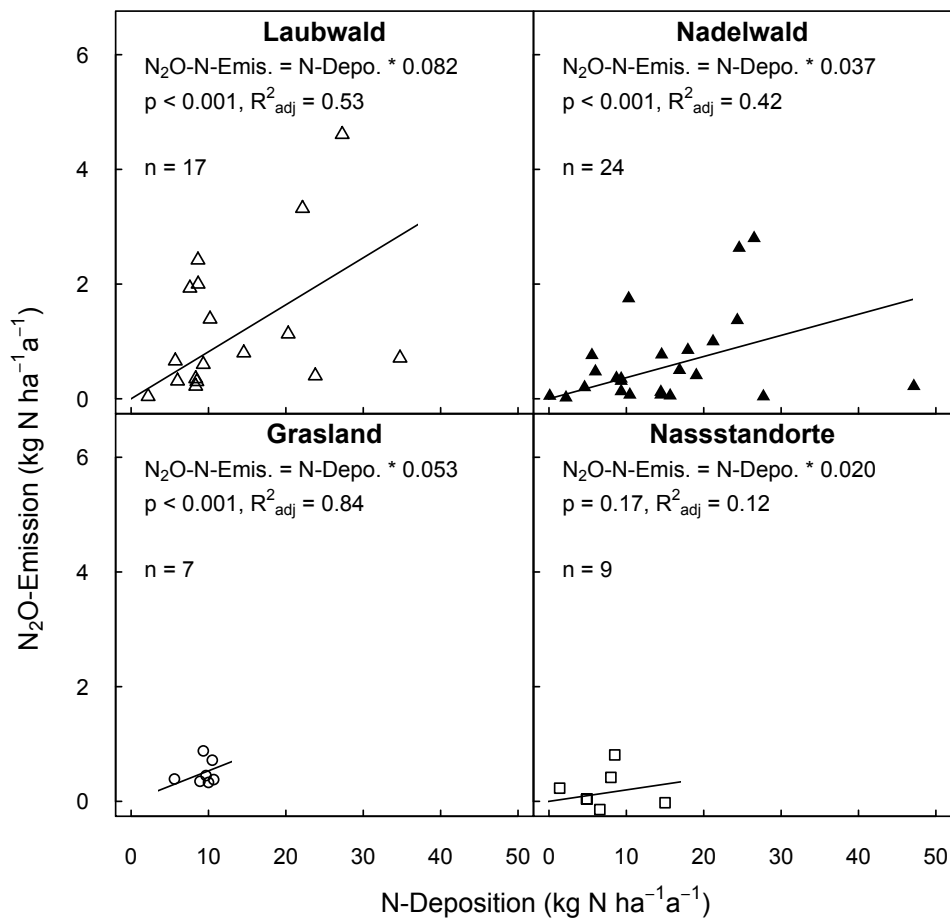 Laubwald
N₂O-N-Emis. = N-Depo. * 0.082
p < 0.001, R²adj = 0.53
n = 17
Nadelwald
N₂O-N-Emis. = N-Depo. * 0.037
p < 0.001, R²adj = 0.42
n = 24
6
4
2
0
Grasland
N₂O-N-Emis. = N-Depo. * 0.053
p < 0.001, R²adj = 0.84
n = 7
Nassstandorte
N₂O-N-Emis. = N-Depo. * 0.020
p = 0.17, R²adj = 0.12
n = 9
6
4
2
0
0 10 20 30 40 50
0 10 20 30 40 50
N₂O-Emission (kg N ha⁻¹a⁻¹)
N-Deposition (kg N ha⁻¹a⁻¹)